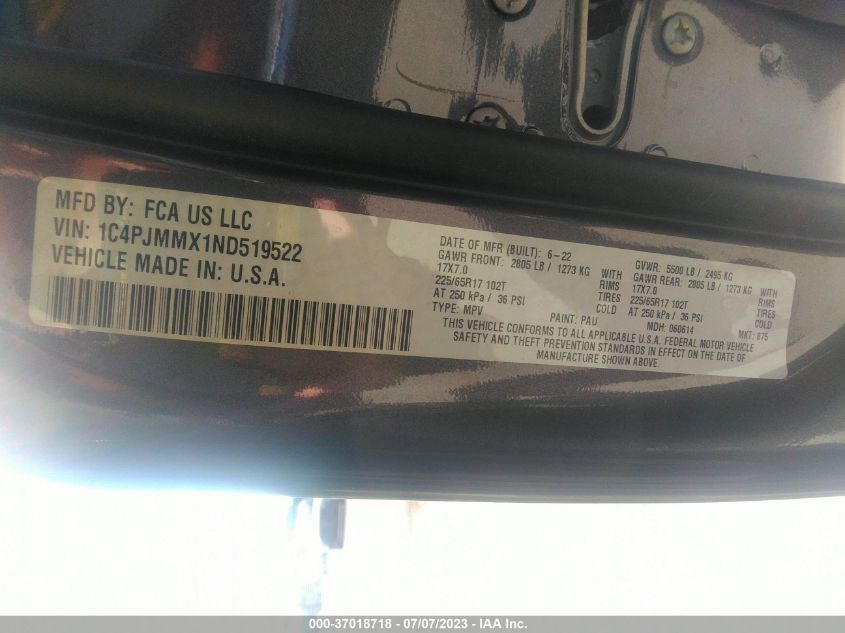 MFD BY: FCA US LLC
VIN: 1C4PJMMX1ND519522
VEHICLE MADE IN: U.S.A.
DATE OF MFR (BUILT): 6-22 GVWR: 5500 LB / 2495 KG
GAWR FRONT: 2805 LB / 1273 KG WITH GAWR REAR: 2805 LB / 1273 KG WITH
17X7.0 RIMS 17X7.0 RIMS
225/65R17 102T TIRES 225/65R17 102T TIRES
AT 250 kPa / 36 PSI COLD AT 250 kPa / 36 PSI COLD
TYPE: MPV PAINT: PAU MDH: 060614 MKT: 875
THIS VEHICLE CONFORMS TO ALL APPLICABLE U.S.A. FEDERAL MOTOR VEHICLE
SAFETY AND THEFT PREVENTION STANDARDS IN EFFECT ON THE DATE OF
MANUFACTURE SHOWN ABOVE.
000-37018718 - 07/07/2023 - IAA Inc.